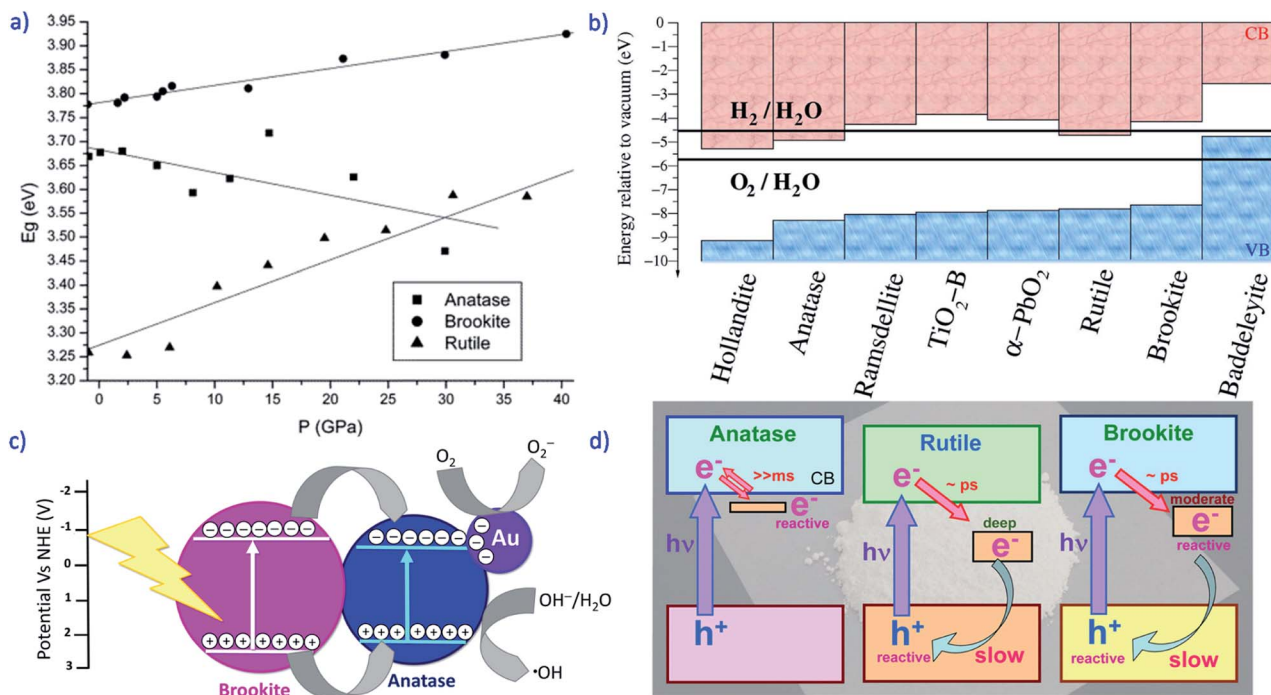 a)
3.95
3.90
3.85
3.80
3.75
3.70
3.65
3.60
3.55
3.50
3.45
3.40
3.35
3.30
3.25
3.20
Eg (eV)
Anatase
Brookite
Rutile
0 5 10 15 20 25 30 35 40
P (GPa)
b)
Energy relative to vacuum (eV)
0
−1
−2
−3
−4
−5
−6
−7
−8
−9
−10
CB
H₂ / H₂O
O₂ / H₂O
VB
Hollandite
Anatase
Ramsdellite
TiO₂−B
α−PbO₂
Rutile
Brookite
Baddeleyite
c)
Potential Vs NHE (V)
-2
-1
0
1
2
3
O₂
O₂⁻
Au
OH⁻/H₂O
•OH
Brookite
Anatase
d)
Anatase
e⁻
>>ms
CB
e⁻
reactive
hν
h⁺
Rutile
e⁻
~ ps
deep
e⁻
hν
h⁺
reactive
slow
Brookite
e⁻
~ ps
moderate
e⁻
reactive
hν
h⁺
reactive
slow